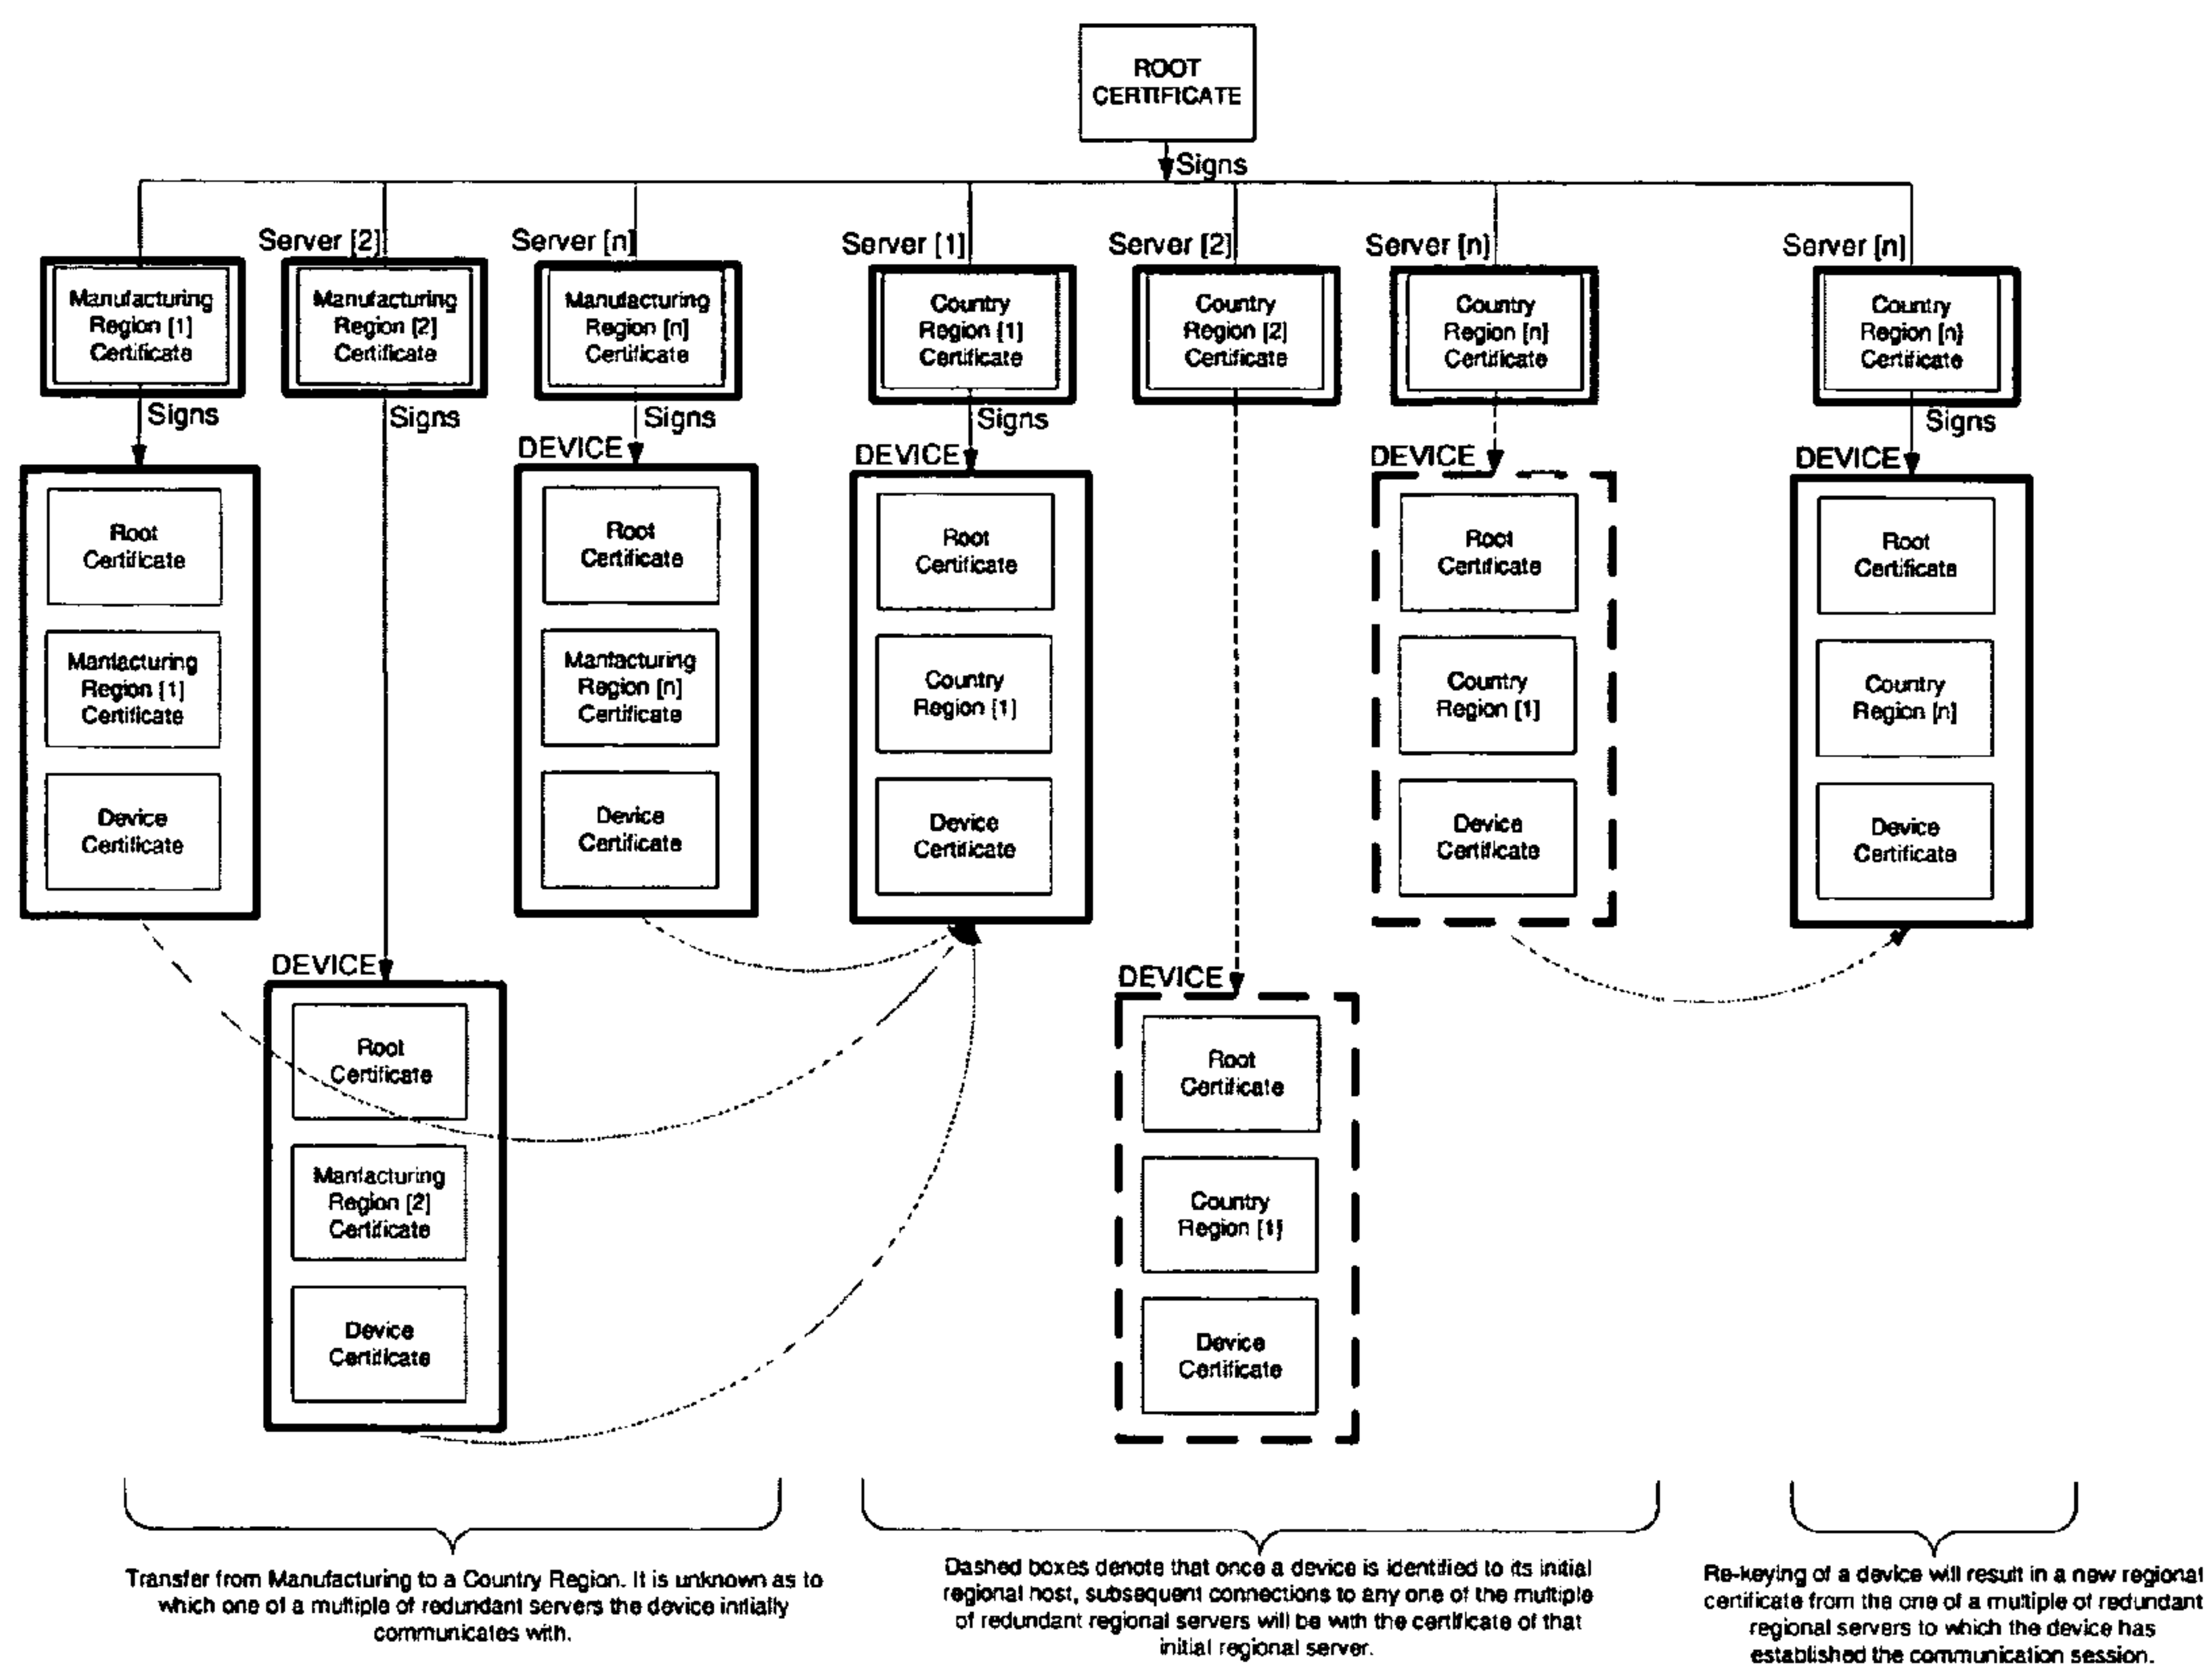 ROOT
CERTIFICATE
Signs
Server [2]
Server [n]
Server [1]
Server [2]
Server [n]
Server [n]
Manufacturing
Region [1]
Certificate
Manufacturing
Region [2]
Certificate
Manufacturing
Region [n]
Certificate
Country
Region [1]
Certificate
Country
Region [2]
Certificate
Country
Region [n]
Certificate
Country
Region [n]
Certificate
Signs
Signs
Signs
Signs
Signs
DEVICE
DEVICE
DEVICE
DEVICE
Root
Certificate
Manfacturing
Region [1]
Certificate
Device
Certificate
Root
Certificate
Manfacturing
Region [n]
Certificate
Device
Certificate
Root
Certificate
Country
Region [1]
Device
Certificate
Root
Certificate
Country
Region [1]
Device
Certificate
Root
Certificate
Country
Region [n]
Device
Certificate
DEVICE
Root
Certificate
Manfacturing
Region [2]
Certificate
Device
Certificate
DEVICE
Root
Certificate
Country
Region [1]
Device
Certificate
Transfer from Manufacturing to a Country Region. It is unknown as to
which one of a multiple of redundant servers the device initially
communicates with.
Dashed boxes denote that once a device is identified to its initial
regional host, subsequent connections to any one of the multiple
of redundant regional servers will be with the certificate of that
initial regional server.
Re-keying of a device will result in a new regional
certificate from the one of a multiple of redundant
regional servers to which the device has
established the communication session.